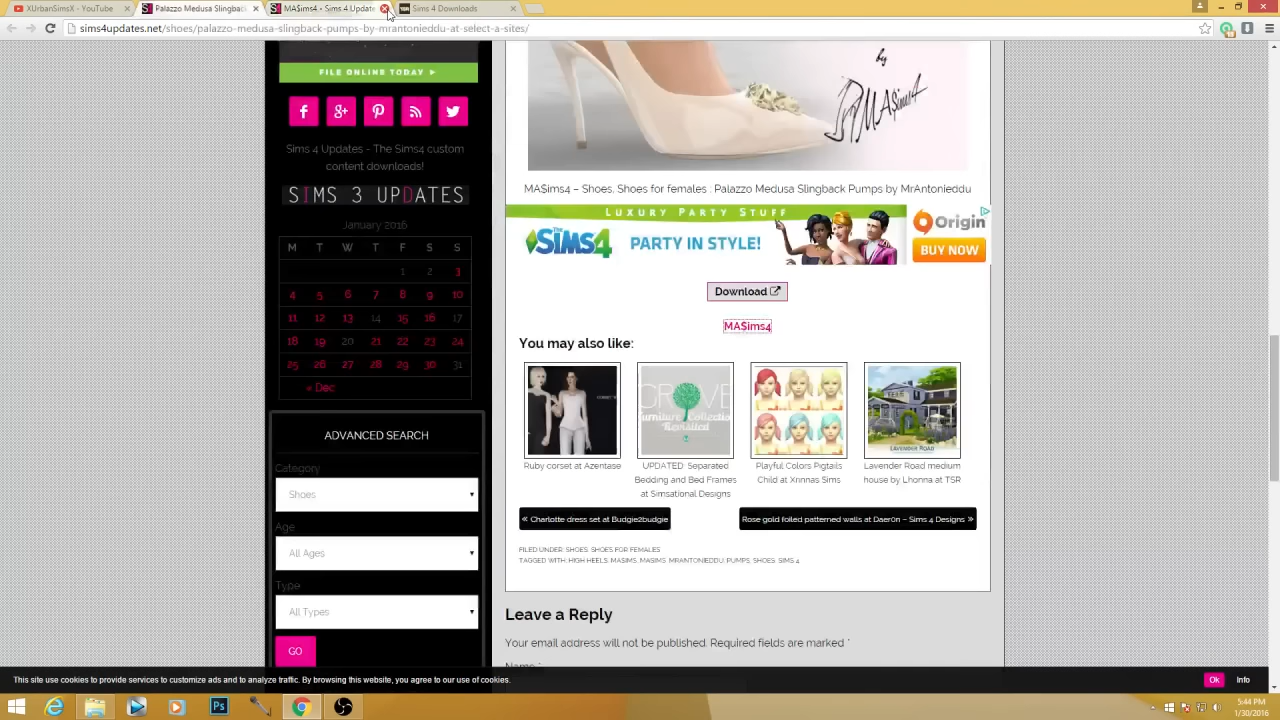 XUrbanSimsX - YouTube
Palazzo Medusa Slingback
MA$ims4 • Sims 4 Update
Sims 4 Downloads
sims4updates.net/shoes/palazzo-medusa-slingback-pumps-by-mrantonieddu-at-select-a-sites/
FILE ONLINE TODAY
Sims 4 Updates - The Sims4 custom
content downloads!
SIMS 3 UPDATES
January 2016
M T W T F S S
1 2 3
4 5 6 7 8 9 10
11 12 13 14 15 16 17
18 19 20 21 22 23 24
25 26 27 28 29 30 31
« Dec
ADVANCED SEARCH
Category
Shoes
Age
All Ages
Type
All Types
GO
by
MA$ims4
MA$ims4 – Shoes, Shoes for females : Palazzo Medusa Slingback Pumps by MrAntonieddu
LUXURY PARTY STUFF
THE SIMS4
PARTY IN STYLE!
Origin
BUY NOW
Download
MA$ims4
You may also like:
Ruby corset at Azentase
UPDATED: Separated
Bedding and Bed Frames
at Simsational Designs
Playful Colors Pigtails
Child at Xrinnas Sims
Lavender Road medium
house by Lhonna at TSR
« Charlotte dress set at Budgie2budgie
Rose gold foiled patterned walls at Daer0n – Sims 4 Designs »
FILED UNDER: SHOES, SHOES FOR FEMALES
TAGGED WITH: HIGH HEELS, MASIMS, MASIMS, MRANTONIEDDU, PUMPS, SHOES, SIMS 4
Leave a Reply
Your email address will not be published. Required fields are marked *
Name *
This site use cookies to provide services to customize ads and to analyze traffic. By browsing this website, you agree to our use of cookies.
Ok
Info
5:44 PM
1/30/2016